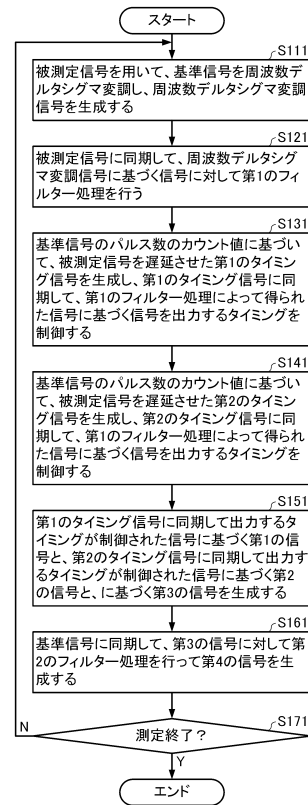 スタート
S111
被測定信号を用いて、基準信号を周波数デ
ルタシグマ変調し、周波数デルタシグマ変調
信号を生成する
S121
被測定信号に同期して、周波数デルタシグ
マ変調信号に基づく信号に対して第1のフィ
ルター処理を行う
S131
基準信号のパルス数のカウント値に基づい
て、被測定信号を遅延させた第1のタイミン
グ信号を生成し、第1のタイミング信号に同
期して、第1のフィルター処理によって得られ
た信号に基づく信号を出力するタイミングを
制御する
S141
基準信号のパルス数のカウント値に基づい
て、被測定信号を遅延させた第2のタイミン
グ信号を生成し、第2のタイミング信号に同
期して、第1のフィルター処理によって得られ
た信号に基づく信号を出力するタイミングを
制御する
S151
第1のタイミング信号に同期して出力するタ
イミングが制御された信号に基づく第1の信
号と、第2のタイミング信号に同期して出力す
るタイミングが制御された信号に基づく第2
の信号と、に基づく第3の信号を生成する
S161
基準信号に同期して、第3の信号に対して第
2のフィルター処理を行って第4の信号を生
成する
S171
N
測定終了？
Y
エンド